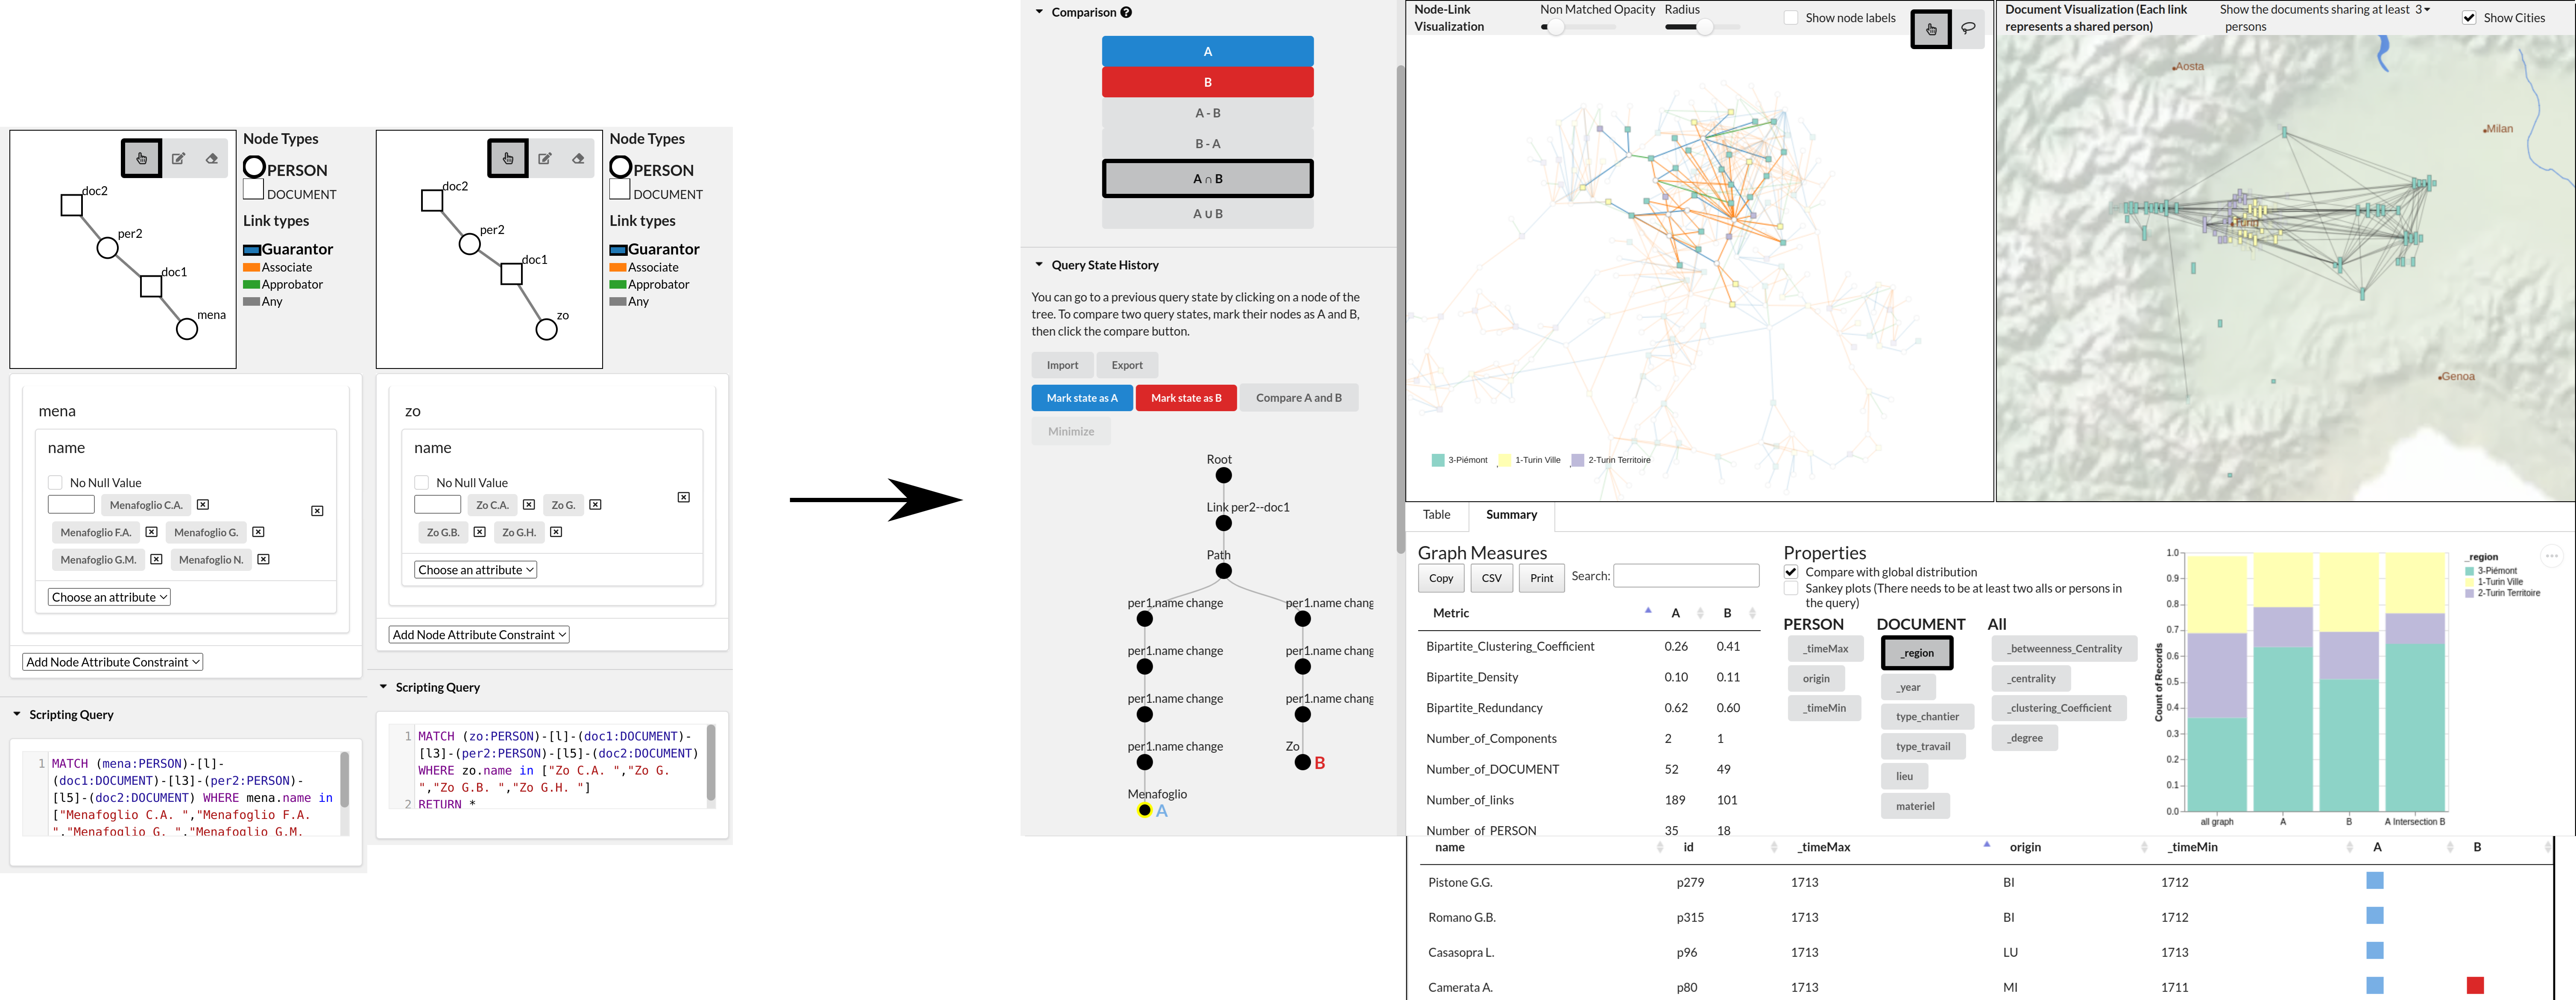 Node Types
PERSON
DOCUMENT
Link types
Guarantor
Associate
Approbator
Any
doc2
per2
doc1
mena
mena
name
No Null Value
Menafoglio C.A.
Menafoglio F.A.
Menafoglio G.
Menafoglio G.M.
Menafoglio N.
Choose an attribute
Add Node Attribute Constraint
Scripting Query
1 MATCH (mena:PERSON)-[l]-
(doc1:DOCUMENT)-[l3]-(per2:PERSON)-
[l5]-(doc2:DOCUMENT) WHERE mena.name in
["Menafoglio C.A. ","Menafoglio F.A.
","Menafoglio G. ","Menafoglio G.M.
Node Types
PERSON
DOCUMENT
Link types
Guarantor
Associate
Approbator
Any
doc2
per2
doc1
zo
zo
name
No Null Value
Zo C.A.
Zo G.
Zo G.B.
Zo G.H.
Choose an attribute
Add Node Attribute Constraint
Scripting Query
1 MATCH (zo:PERSON)-[l]-(doc1:DOCUMENT)-
[l3]-(per2:PERSON)-[l5]-(doc2:DOCUMENT)
WHERE zo.name in ["Zo C.A. ","Zo G.
","Zo G.B. ","Zo G.H. "]
2 RETURN *
Comparison
A
B
A - B
B - A
A ∩ B
A ∪ B
Query State History
You can go to a previous query state by clicking on a node of the
tree. To compare two query states, mark their nodes as A and B,
then click the compare button.
Import
Export
Mark state as A
Mark state as B
Compare A and B
Minimize
Root
Link per2--doc1
Path
per1.name change
per1.name chang
per1.name change
per1.name chang
per1.name change
per1.name chang
per1.name change
Zo
B
Menafoglio
A
Node-Link
Visualization
Non Matched Opacity
Radius
Show node labels
3-Piémont
1-Turin Ville
2-Turin Territoire
Document Visualization (Each link
represents a shared person)
Show the documents sharing at least 3
persons
Show Cities
Aosta
Milan
Turin
Genoa
Table
Summary
Graph Measures
Copy
CSV
Print
Search:
Metric A B
Bipartite_Clustering_Coefficient 0.26 0.41
Bipartite_Density 0.10 0.11
Bipartite_Redundancy 0.62 0.60
Number_of_Components 2 1
Number_of_DOCUMENT 52 49
Number_of_links 189 101
Number_of_PERSON 35 18
Properties
Compare with global distribution
Sankey plots (There needs to be at least two alls or persons in
the query)
PERSON
_timeMax
origin
_timeMin
DOCUMENT
_region
_year
type_chantier
type_travail
lieu
materiel
All
_betweenness_Centrality
_centrality
_clustering_Coefficient
_degree
Count of Records
1.0
0.9
0.8
0.7
0.6
0.5
0.4
0.3
0.2
0.1
0.0
all graph
A
B
A Intersection B
_region
3-Piémont
1-Turin Ville
2-Turin Territoire
name id _timeMax origin _timeMin A B
Pistone G.G. p279 1713 BI 1712
Romano G.B. p315 1713 BI 1712
Casasopra L. p96 1713 LU 1713
Camerata A. p80 1713 MI 1711